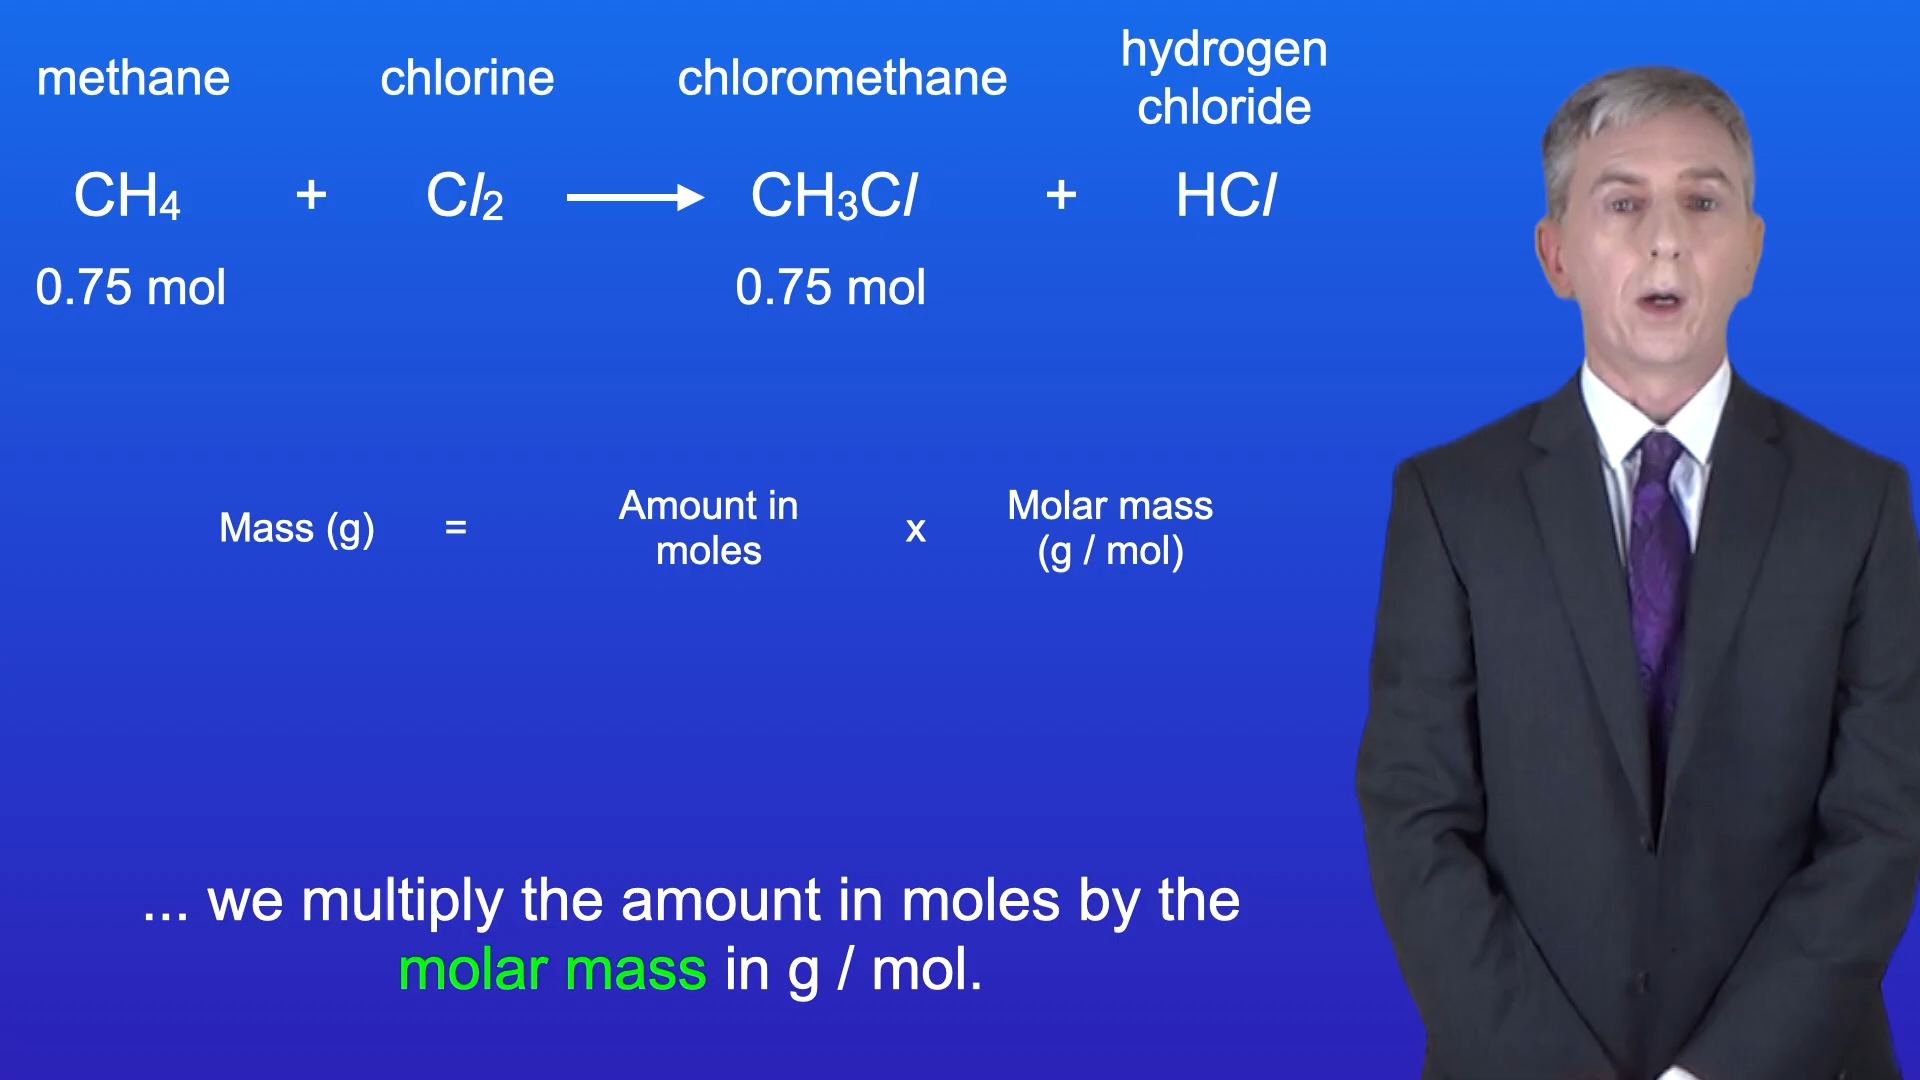 methane chlorine chloromethane hydrogen chloride
CH₄ + Cl₂ → CH₃Cl + HCl
0.75 mol 0.75 mol
Mass (g) = Amount in moles x Molar mass (g / mol)
... we multiply the amount in moles by the
molar mass in g / mol.